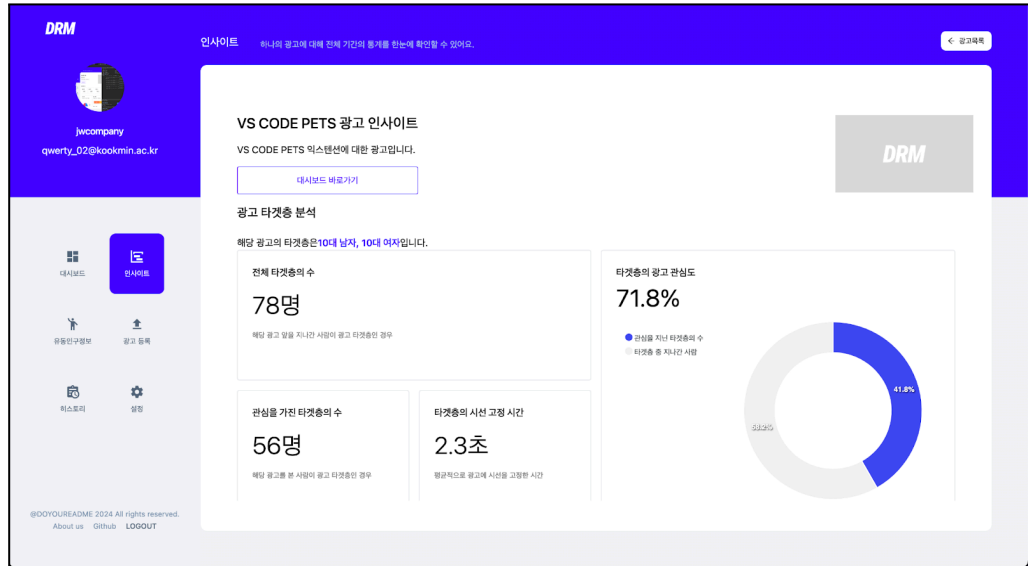 DRM
인사이트
하나의 광고에 대해 전체 기간의 통계를 한눈에 확인할 수 있어요.
← 광고목록
jwcompany
qwerty_02@kookmin.ac.kr
VS CODE PETS 광고 인사이트
VS CODE PETS 익스텐션에 대한 광고입니다.
대시보드 바로가기
DRM
광고 타겟층 분석
해당 광고의 타겟층은10대 남자, 10대 여자입니다.
대시보드
인사이트
유동인구정보
광고 등록
히스토리
설정
전체 타겟층의 수
78명
해당 광고 앞을 지나간 사람이 광고 타겟층인 경우
타겟층의 광고 관심도
71.8%
관심을 지닌 타겟층의 수
타겟층 중 지나간 사람
41.8%
58.2%
관심을 가진 타겟층의 수
56명
해당 광고를 본 사람이 광고 타겟층인 경우
타겟층의 시선 고정 시간
2.3초
평균적으로 광고에 시선을 고정한 시간
@DOYOUREADME 2024 All rights reserved.
About us Github LOGOUT